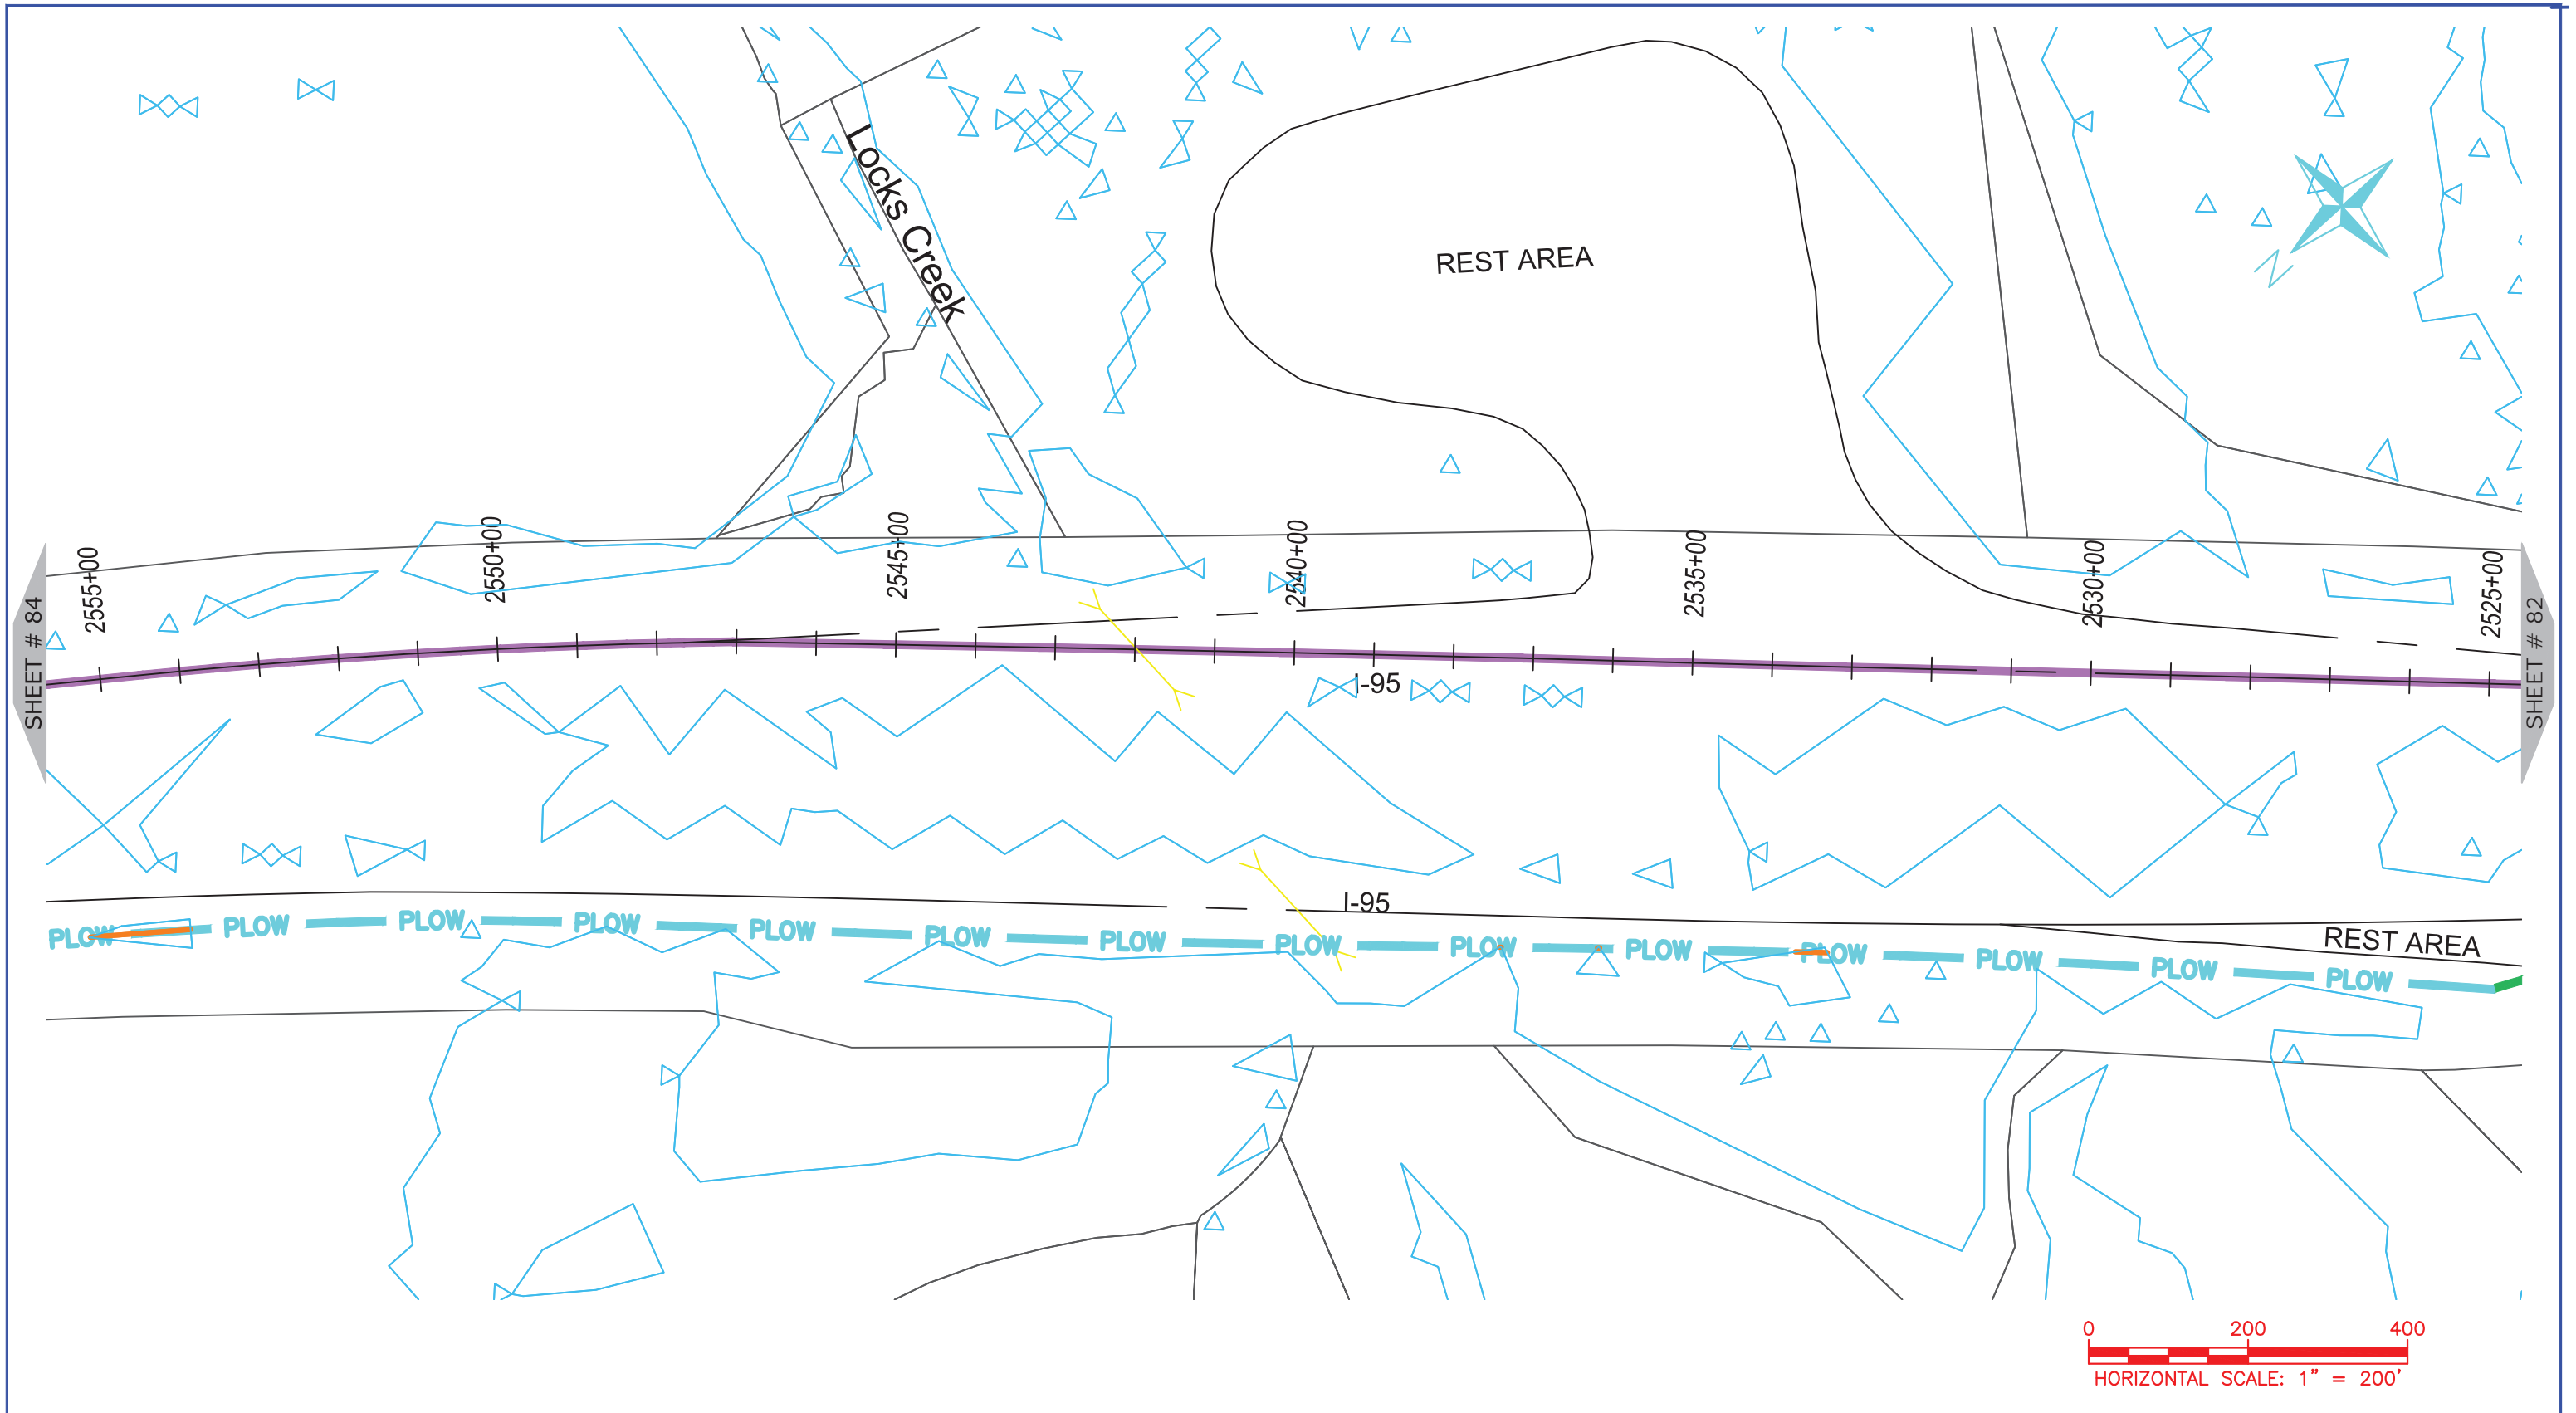 Locks Creek
REST AREA
N
2555+00
2550+00
2545+00
2540+00
2535+00
2530+00
2525+00
SHEET # 84
SHEET # 82
I-95
I-95
REST AREA
PLOW PLOW PLOW PLOW PLOW PLOW PLOW PLOW PLOW PLOW PLOW PLOW PLOW PLOW
0 200 400
HORIZONTAL SCALE: 1" = 200'